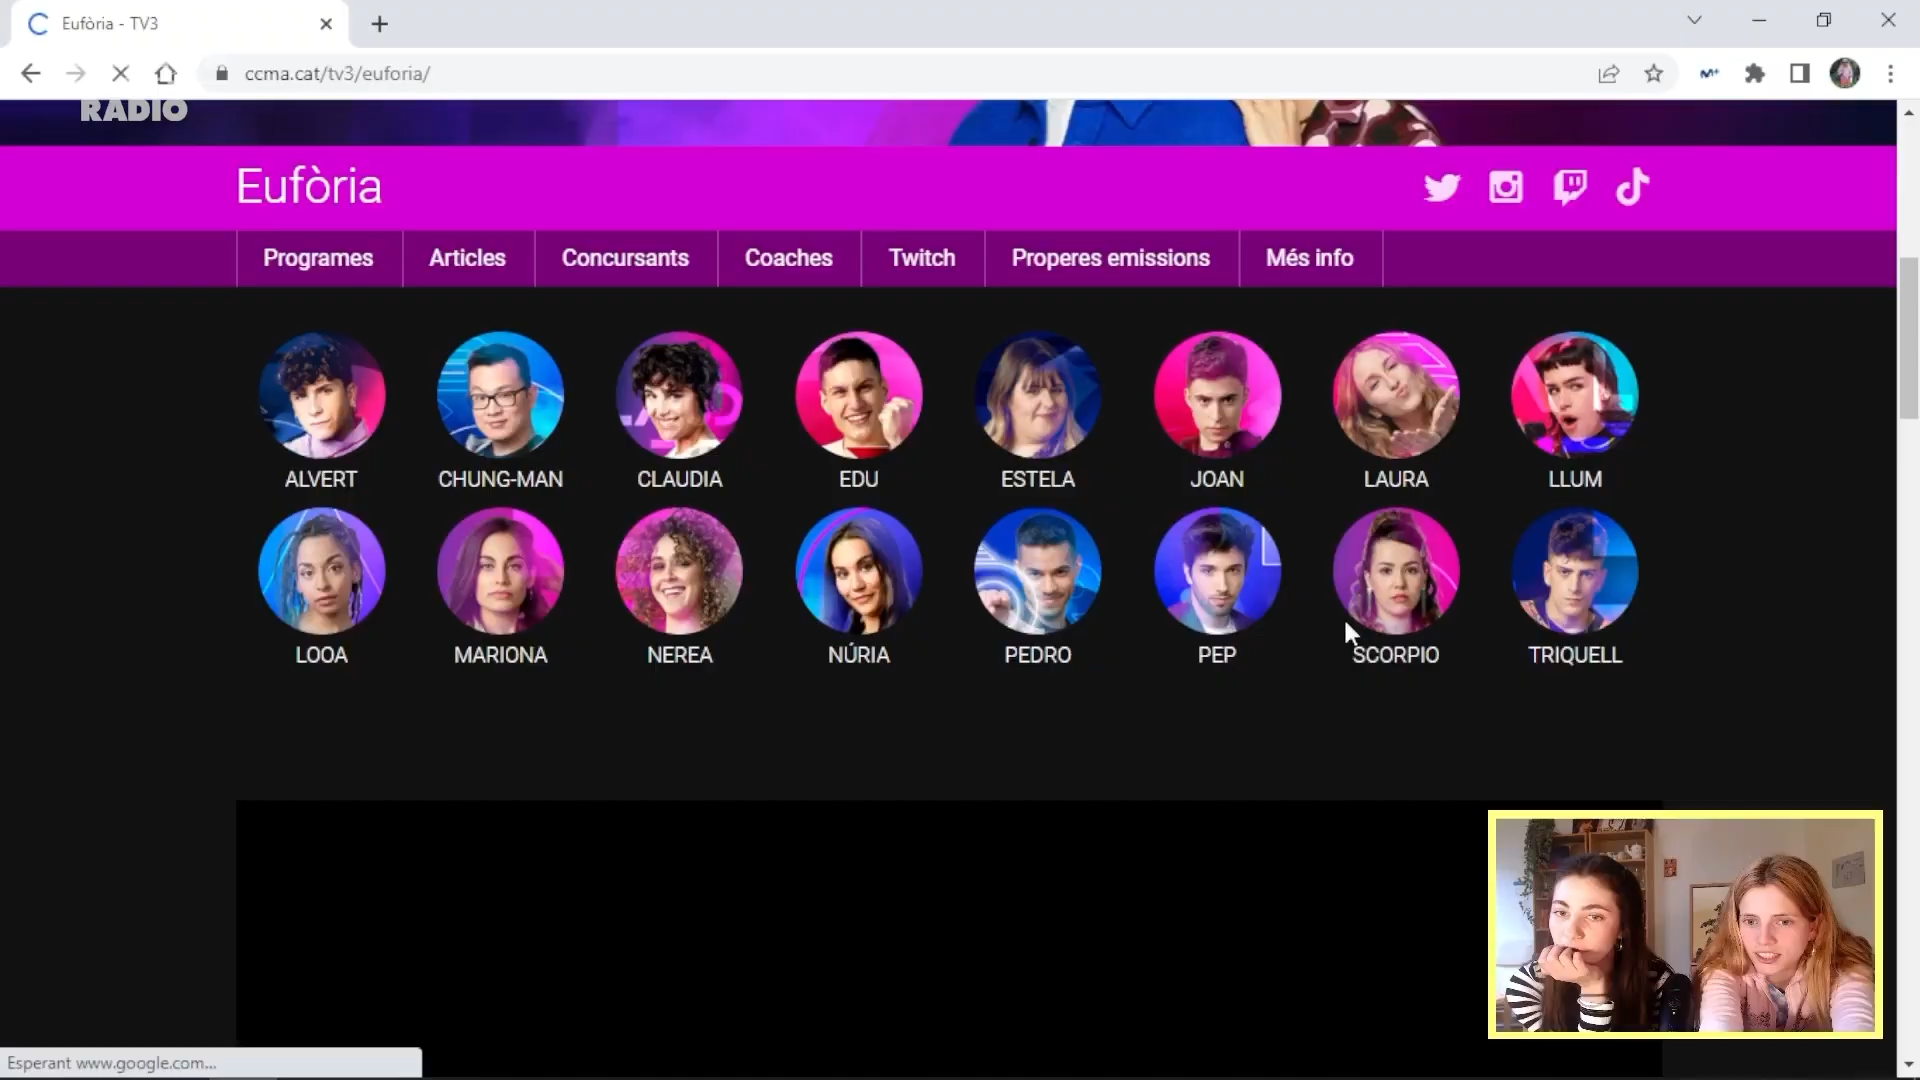 Eufòria - TV3
ccma.cat/tv3/euforia/
RÀDIO
Eufòria
Programes Articles Concursants Coaches Twitch Properes emissions Més info
ALVERT CHUNG-MAN CLAUDIA EDU ESTELA JOAN LAURA LLUM
LOOA MARIONA NEREA NÚRIA PEDRO PEP SCORPIO TRIQUELL
Esperant www.google.com...